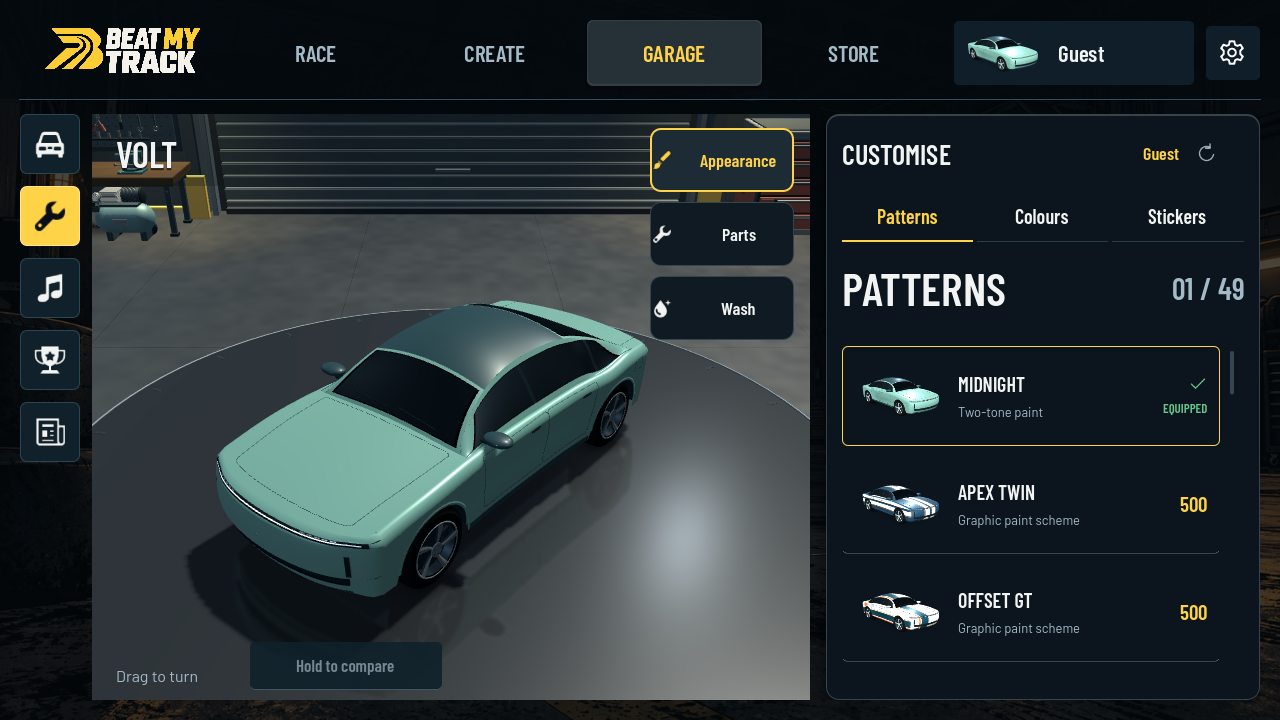 BEAT MY
TRACK
RACE
CREATE
GARAGE
STORE
Guest
VOLT
Appearance
Parts
Wash
Drag to turn
Hold to compare
CUSTOMISE
Guest
Patterns
Colours
Stickers
PATTERNS
01 / 49
MIDNIGHT
Two-tone paint
EQUIPPED
APEX TWIN
Graphic paint scheme
500
OFFSET GT
Graphic paint scheme
500